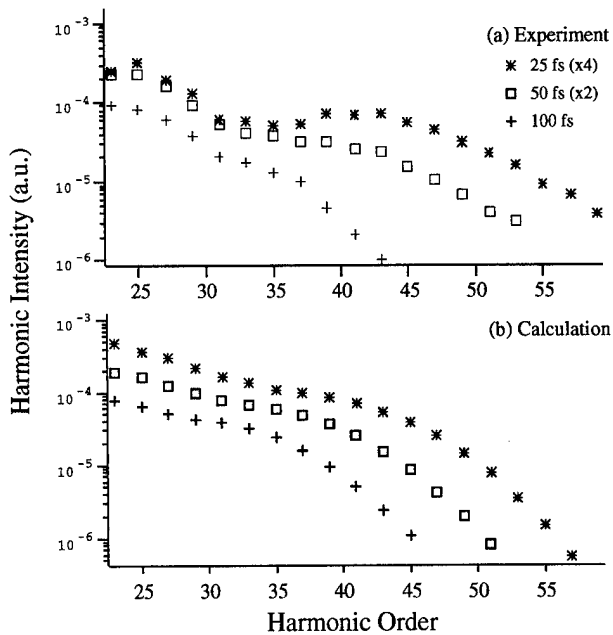 10⁻³
(a) Experiment
25 fs (x4)
50 fs (x2)
100 fs
10⁻⁴
10⁻⁵
10⁻⁶
25 30 35 40 45 50 55
Harmonic Intensity (a.u.)
10⁻³
(b) Calculation
10⁻⁴
10⁻⁵
10⁻⁶
25 30 35 40 45 50 55
Harmonic Order